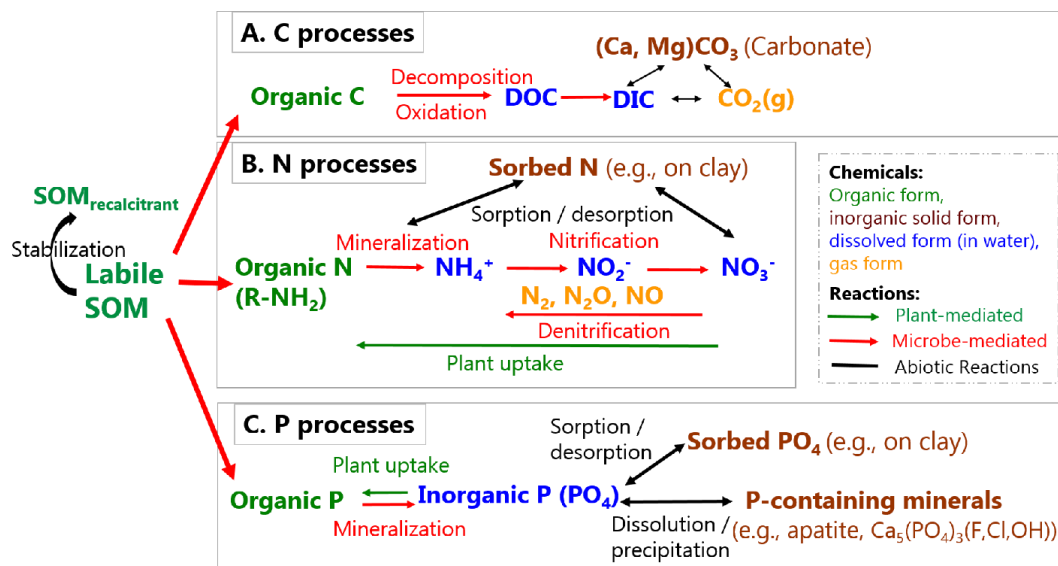 A. C processes
(Ca, Mg)CO₃ (Carbonate)
Decomposition
Organic C
DOC
DIC
CO₂(g)
Oxidation
B. N processes
Sorbed N (e.g., on clay)
SOMrecalcitrant
Sorption / desorption
Stabilization
Mineralization
Nitrification
Labile
SOM
Organic N
(R-NH₂)
NH₄⁺
NO₂⁻
NO₃⁻
N₂, N₂O, NO
Denitrification
Plant uptake
Chemicals:
Organic form,
inorganic solid form,
dissolved form (in water),
gas form
Reactions:
Plant-mediated
Microbe-mediated
Abiotic Reactions
C. P processes
Sorption /
desorption
Sorbed PO₄ (e.g., on clay)
Plant uptake
Organic P
Inorganic P (PO₄)
Mineralization
P-containing minerals
Dissolution /
precipitation
(e.g., apatite, Ca₅(PO₄)₃(F,Cl,OH))